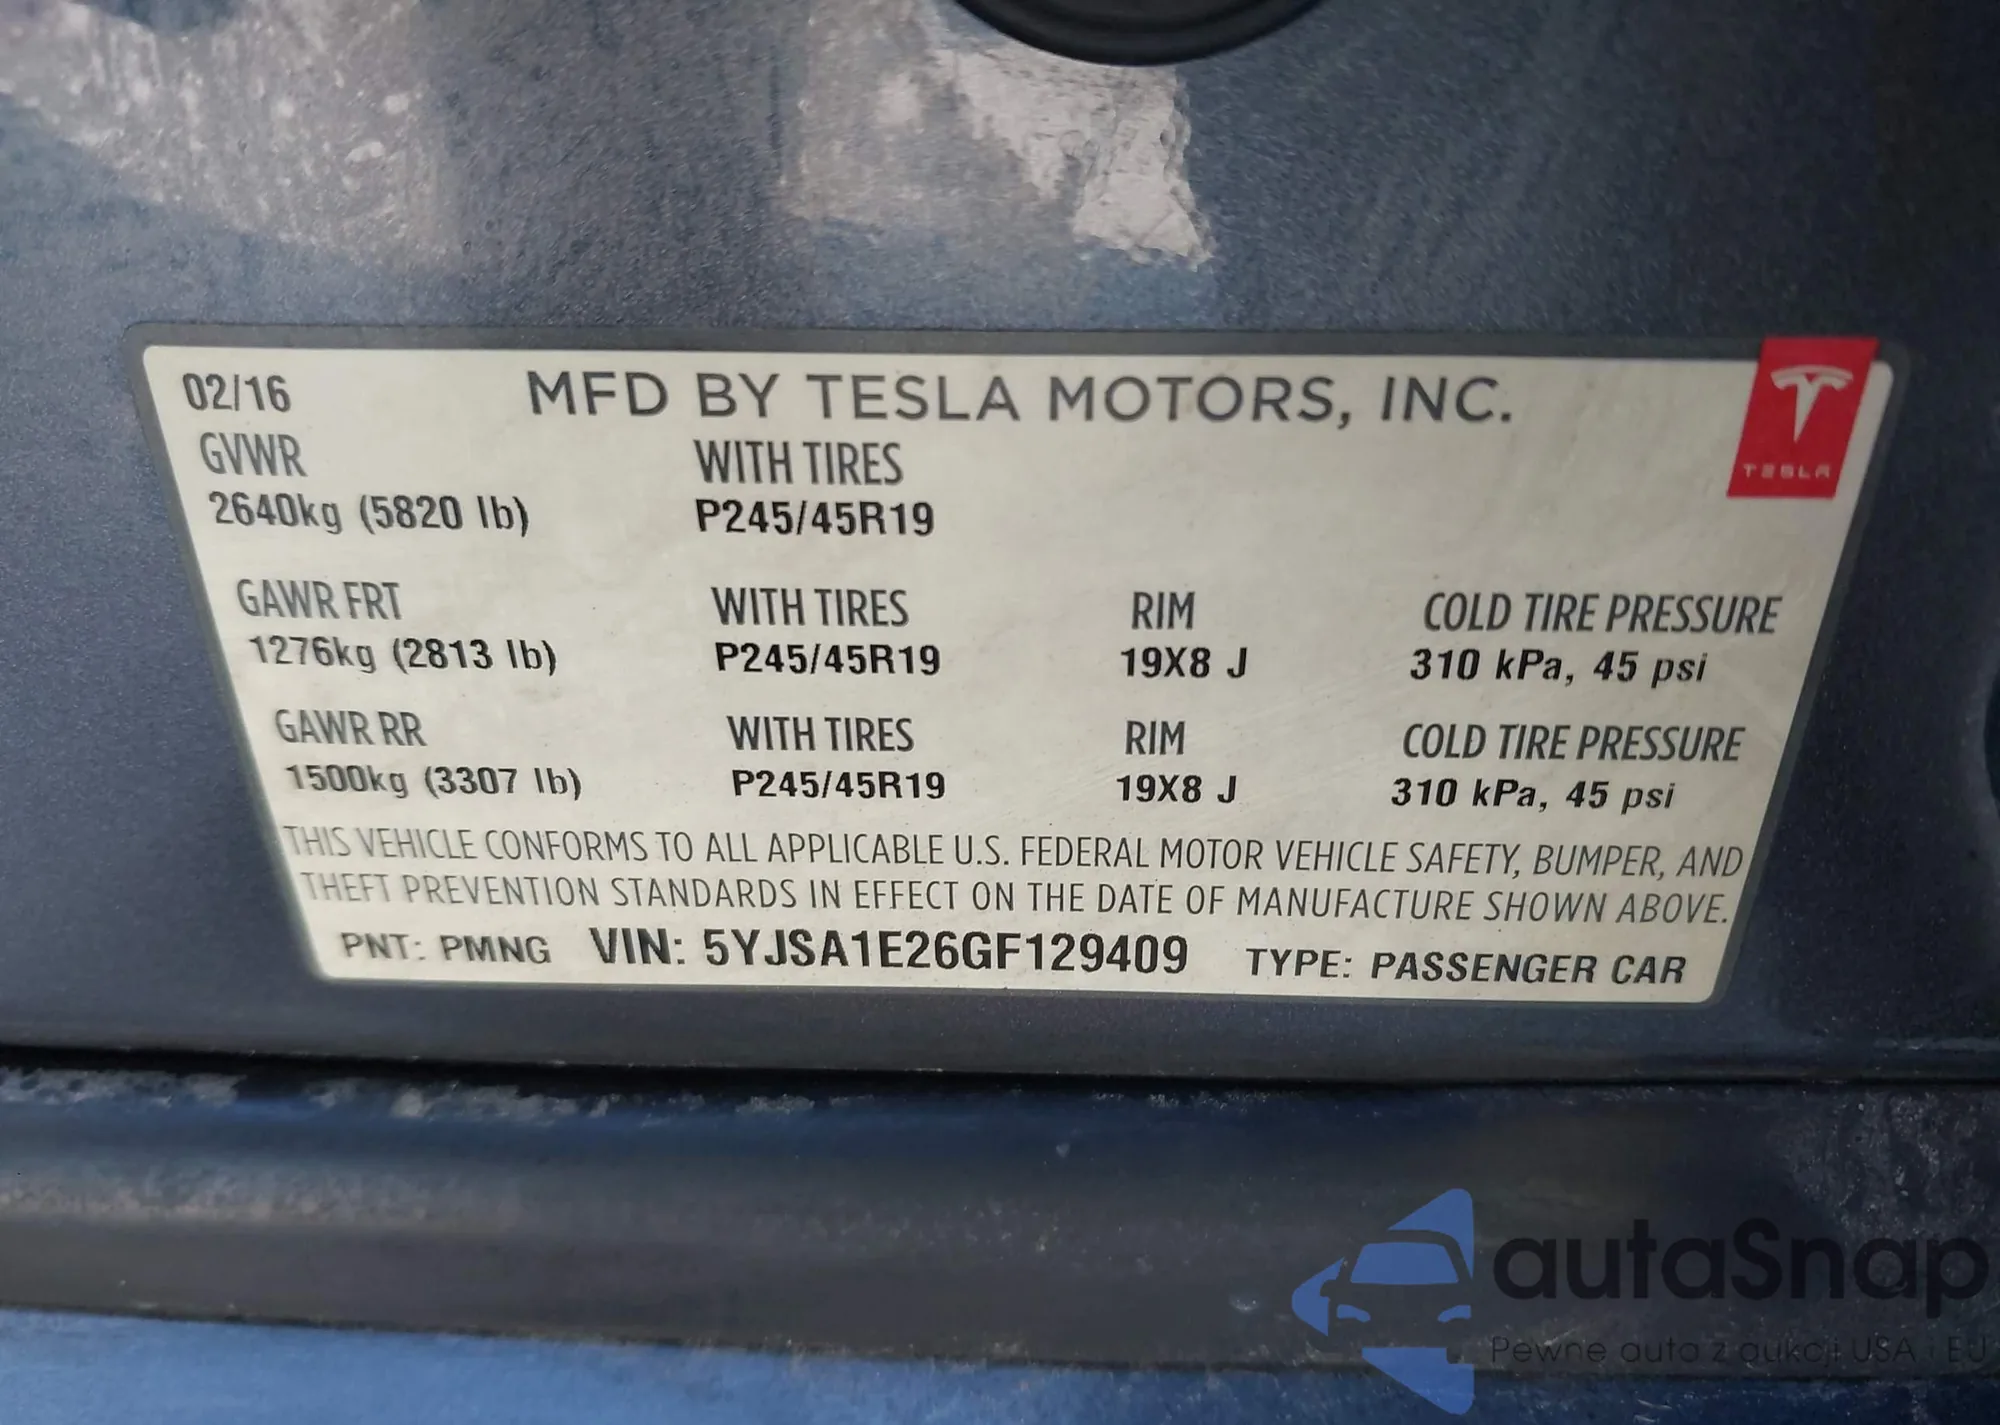 02/16 MFD BY TESLA MOTORS, INC.
TESLA
GVWR WITH TIRES
2640kg (5820 lb) P245/45R19
GAWR FRT WITH TIRES RIM COLD TIRE PRESSURE
1276kg (2813 lb) P245/45R19 19X8 J 310 kPa, 45 psi
GAWR RR WITH TIRES RIM COLD TIRE PRESSURE
1500kg (3307 lb) P245/45R19 19X8 J 310 kPa, 45 psi
THIS VEHICLE CONFORMS TO ALL APPLICABLE U.S. FEDERAL MOTOR VEHICLE SAFETY, BUMPER, AND
THEFT PREVENTION STANDARDS IN EFFECT ON THE DATE OF MANUFACTURE SHOWN ABOVE.
PNT: PMNG VIN: 5YJSA1E26GF129409 TYPE: PASSENGER CAR
autaSnap
Pewne auta z aukcji USA i EU